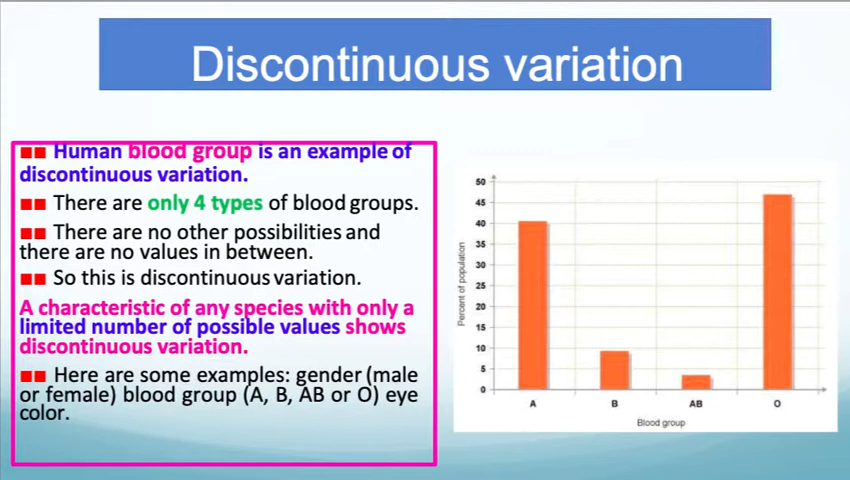 Discontinuous variation
Human blood group is an example of
discontinuous variation.
There are only 4 types of blood groups.
There are no other possibilities and
there are no values in between.
So this is discontinuous variation.
A characteristic of any species with only a
limited number of possible values shows
discontinuous variation.
Here are some examples: gender (male
or female) blood group (A, B, AB or O) eye
color.
Percent of population
50
45
40
35
30
25
20
15
10
5
0
A B AB O
Blood group